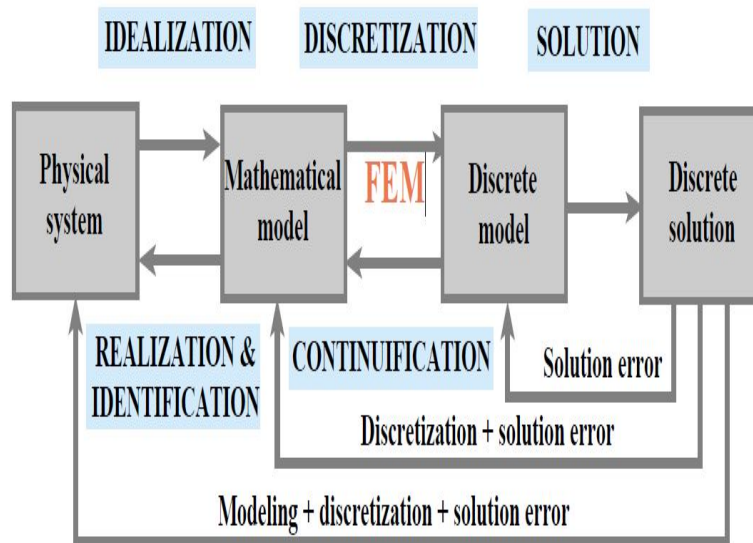 IDEALIZATION
DISCRETIZATION
SOLUTION
Physical
system
Mathematical
model
FEM
Discrete
model
Discrete
solution
REALIZATION &
IDENTIFICATION
CONTINUIFICATION
Solution error
Discretization + solution error
Modeling + discretization + solution error